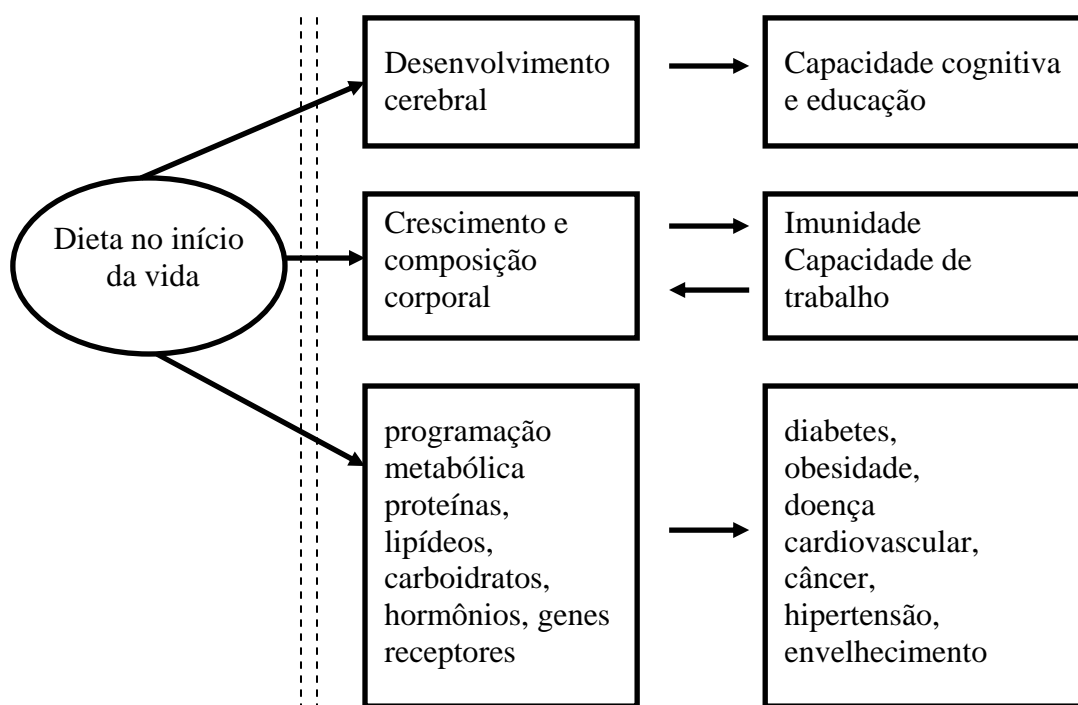 Desenvolvimento
cerebral
Capacidade cognitiva
e educação
Dieta no início
da vida
Crescimento e
composição
corporal
Imunidade
Capacidade de
trabalho
programação
metabólica
proteínas,
lipídeos,
carboidratos,
hormônios, genes
receptores
diabetes,
obesidade,
doença
cardiovascular,
câncer,
hipertensão,
envelhecimento